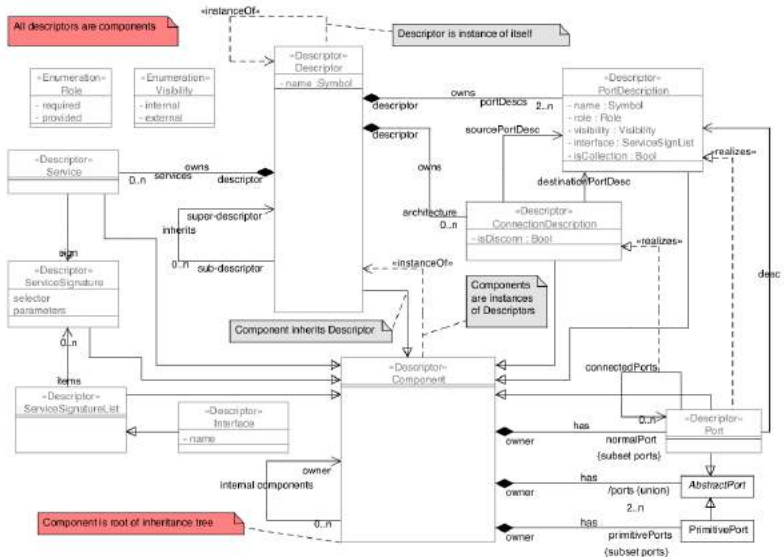 «instanceOf»
All descriptors are components
Descriptor is instance of itself
«Descriptor»
Descriptor
- name :Symbol
«Enumeration»
Role
- required
- provided
«Enumeration»
Visibility
- internal
- external
«Descriptor»
PortDescription
- name : Symbol
- role : Role
- visibility : Visibility
- interface : ServiceSignList
- isCollection : Bool
owns
descriptor
portDescs
2..n
descriptor
sourcePortDesc
owns
«realizes»
«Descriptor»
Service
owns
0..n
services
descriptor
destinationPortDesc
super-descriptor
inherits
architecture
0..n
«Descriptor»
ConnectionDescription
- isDisconn : Bool
«realizes»
sign
sub-descriptor
0..n
«instanceOf»
«Descriptor»
ServiceSignature
selector
parameters
Components
are instances
of Descriptors
desc
Component inherits Descriptor
0..n
items
«Descriptor»
Component
connectedPorts
«Descriptor»
ServiceSignatureList
«Descriptor»
Interface
- name
0..n
«Descriptor»
Port
has
owner
normalPort
{subset ports}
owner
internal components
0..n
has
owner
/ports {union}
2..n
AbstractPort
Component is root of inheritance tree
has
owner
primitivePorts
{subset ports}
PrimitivePort